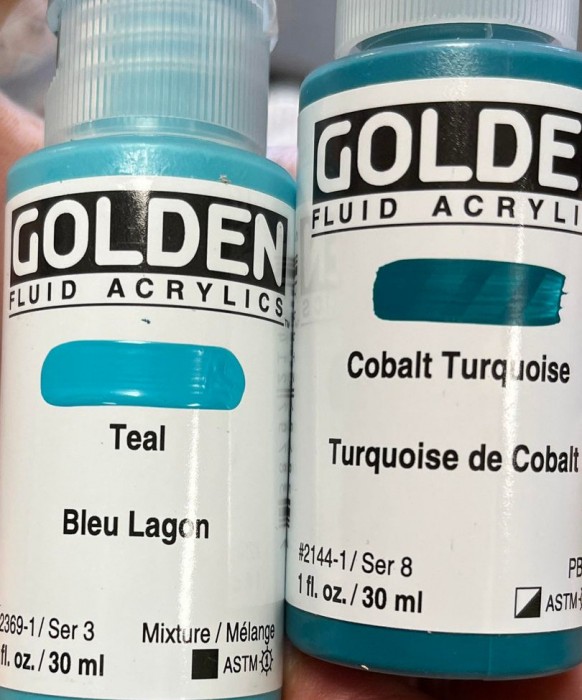 GOLDEN
FLUID ACRYLICS
Teal
Bleu Lagon
2369-1/ Ser 3
Mixture / Mélange
fl. oz. / 30 ml
ASTM
GOLDE
FLUID ACRYLI
Cobalt Turquoise
Turquoise de Cobalt
#2144-1/ Ser 8
PB
1 fl. oz. / 30 ml
ASTM